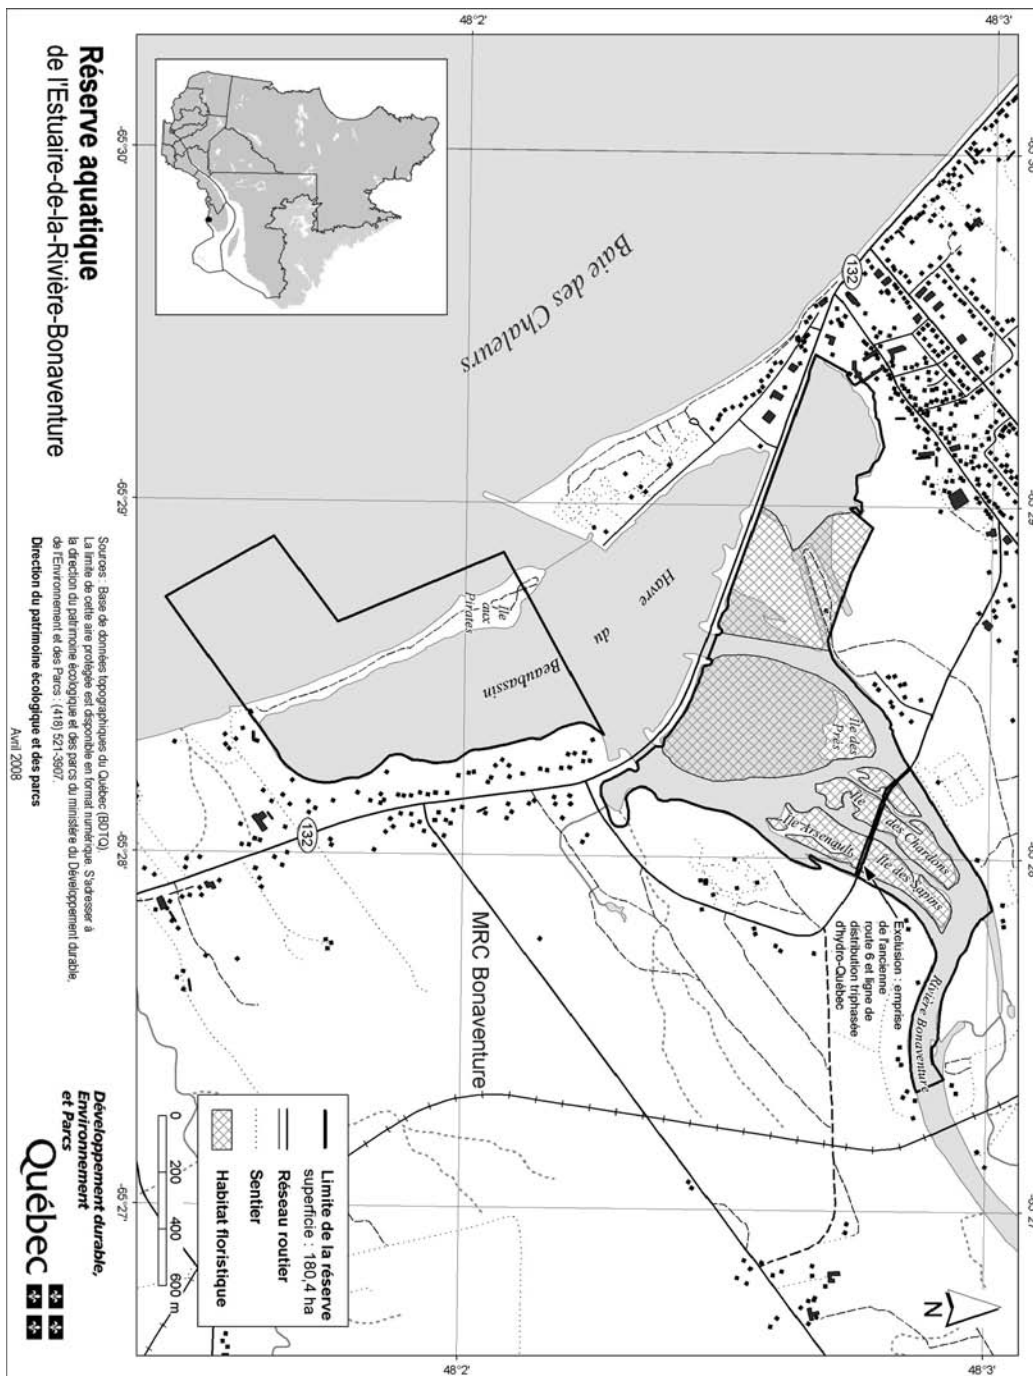 Réserve aquatique
de l'Estuaire-de-la-Rivière-Bonaventure
48°2'
48°3'
-65°30'
-65°29'
-65°28'
-65°27'
48°2'
48°3'
Baie des Chaleurs
132
Havre
du
Beaubassin
Île
aux
Pirates
Île des
Prés
Île
des Chardons
Île Arsenault
Île des Sapins
Rivière Bonaventure
132
MRC Bonaventure
Exclusion : emprise
de l'ancienne
route 6 et ligne de
distribution triphasée
d'hydro-Québec
N
Limite de la réserve
superficie : 180,4 ha
Réseau routier
Sentier
Habitat floristique
0 200 400 600 m
Sources : Base de données topographiques du Québec (BDTQ).
La limite de cette aire protégée est disponible en format numérique. S'adresser à
la direction du patrimoine écologique et des parcs du ministère du Développement durable,
de l'Environnement et des Parcs : (418) 521-3907.
Direction du patrimoine écologique et des parcs
Avril 2008
Développement durable,
Environnement
et Parcs
Québec